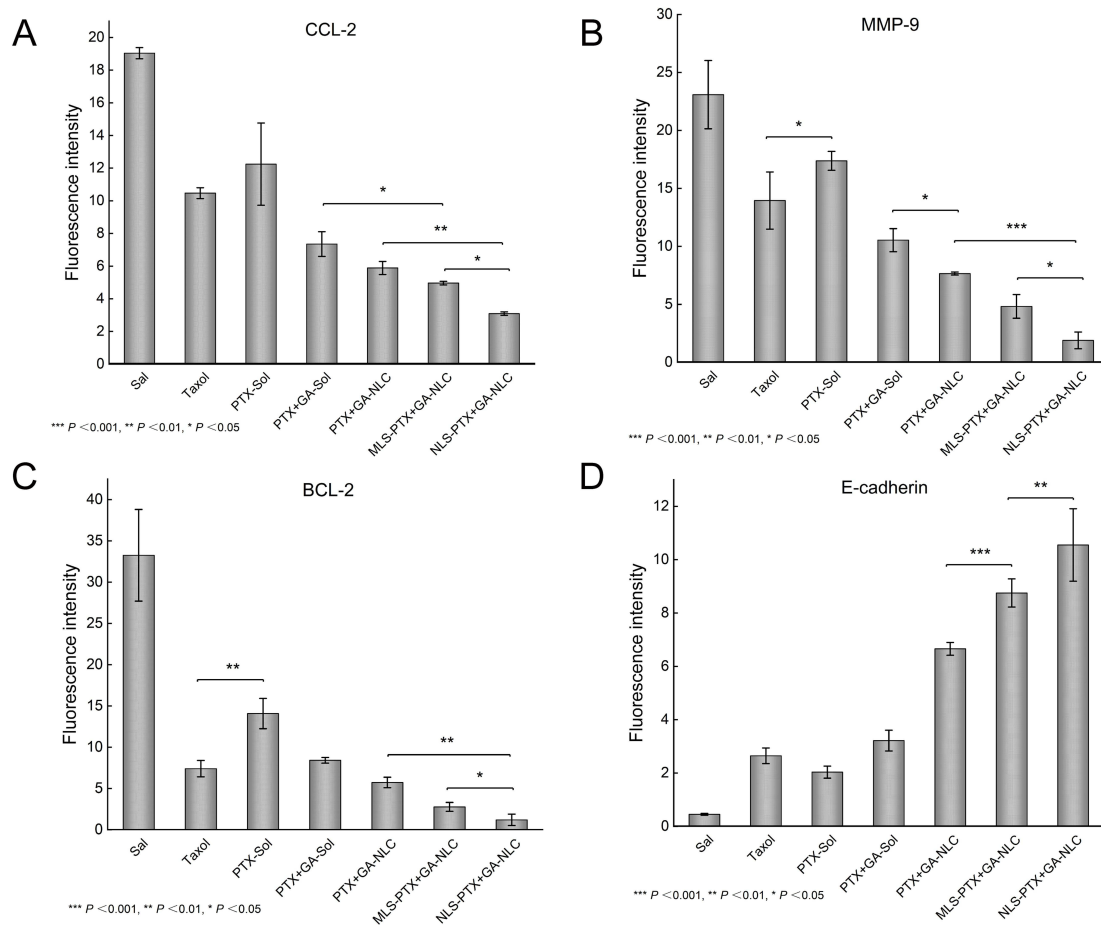 A
CCL-2
Fluorescence intensity
20
18
16
14
12
10
8
6
4
2
0
*
**
*
Sal
Taxol
PTX-Sol
PTX+GA-Sol
PTX+GA-NLC
MLS-PTX+GA-NLC
NLS-PTX+GA-NLC
*** P <0.001, ** P <0.01, * P <0.05
B
MMP-9
Fluorescence intensity
30
25
20
15
10
5
0
*
*
***
*
Sal
Taxol
PTX-Sol
PTX+GA-Sol
PTX+GA-NLC
MLS-PTX+GA-NLC
NLS-PTX+GA-NLC
*** P <0.001, ** P <0.01, * P <0.05
C
BCL-2
Fluorescence intensity
40
35
30
25
20
15
10
5
0
**
**
*
Sal
Taxol
PTX-Sol
PTX+GA-Sol
PTX+GA-NLC
MLS-PTX+GA-NLC
NLS-PTX+GA-NLC
*** P <0.001, ** P <0.01, * P <0.05
D
E-cadherin
Fluorescence intensity
12
10
8
6
4
2
0
**
***
Sal
Taxol
PTX-Sol
PTX+GA-Sol
PTX+GA-NLC
MLS-PTX+GA-NLC
NLS-PTX+GA-NLC
*** P <0.001, ** P <0.01, * P <0.05